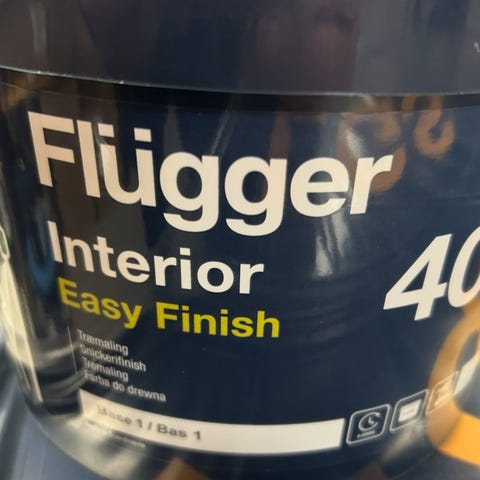 Flügger
Interior
Easy Finish
40
Træmaling
Snickerifinish
Tremaling
Farba do drewna
Base 1 / Bas 1